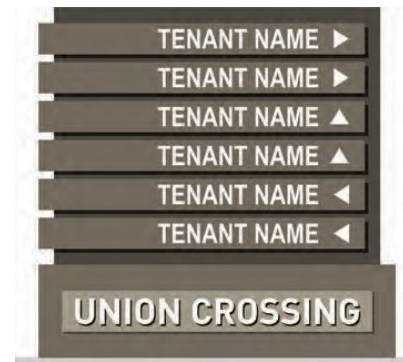 TENANT NAME ▶
TENANT NAME ▶
TENANT NAME ▲
TENANT NAME ▲
TENANT NAME ◀
TENANT NAME ◀
UNION CROSSING